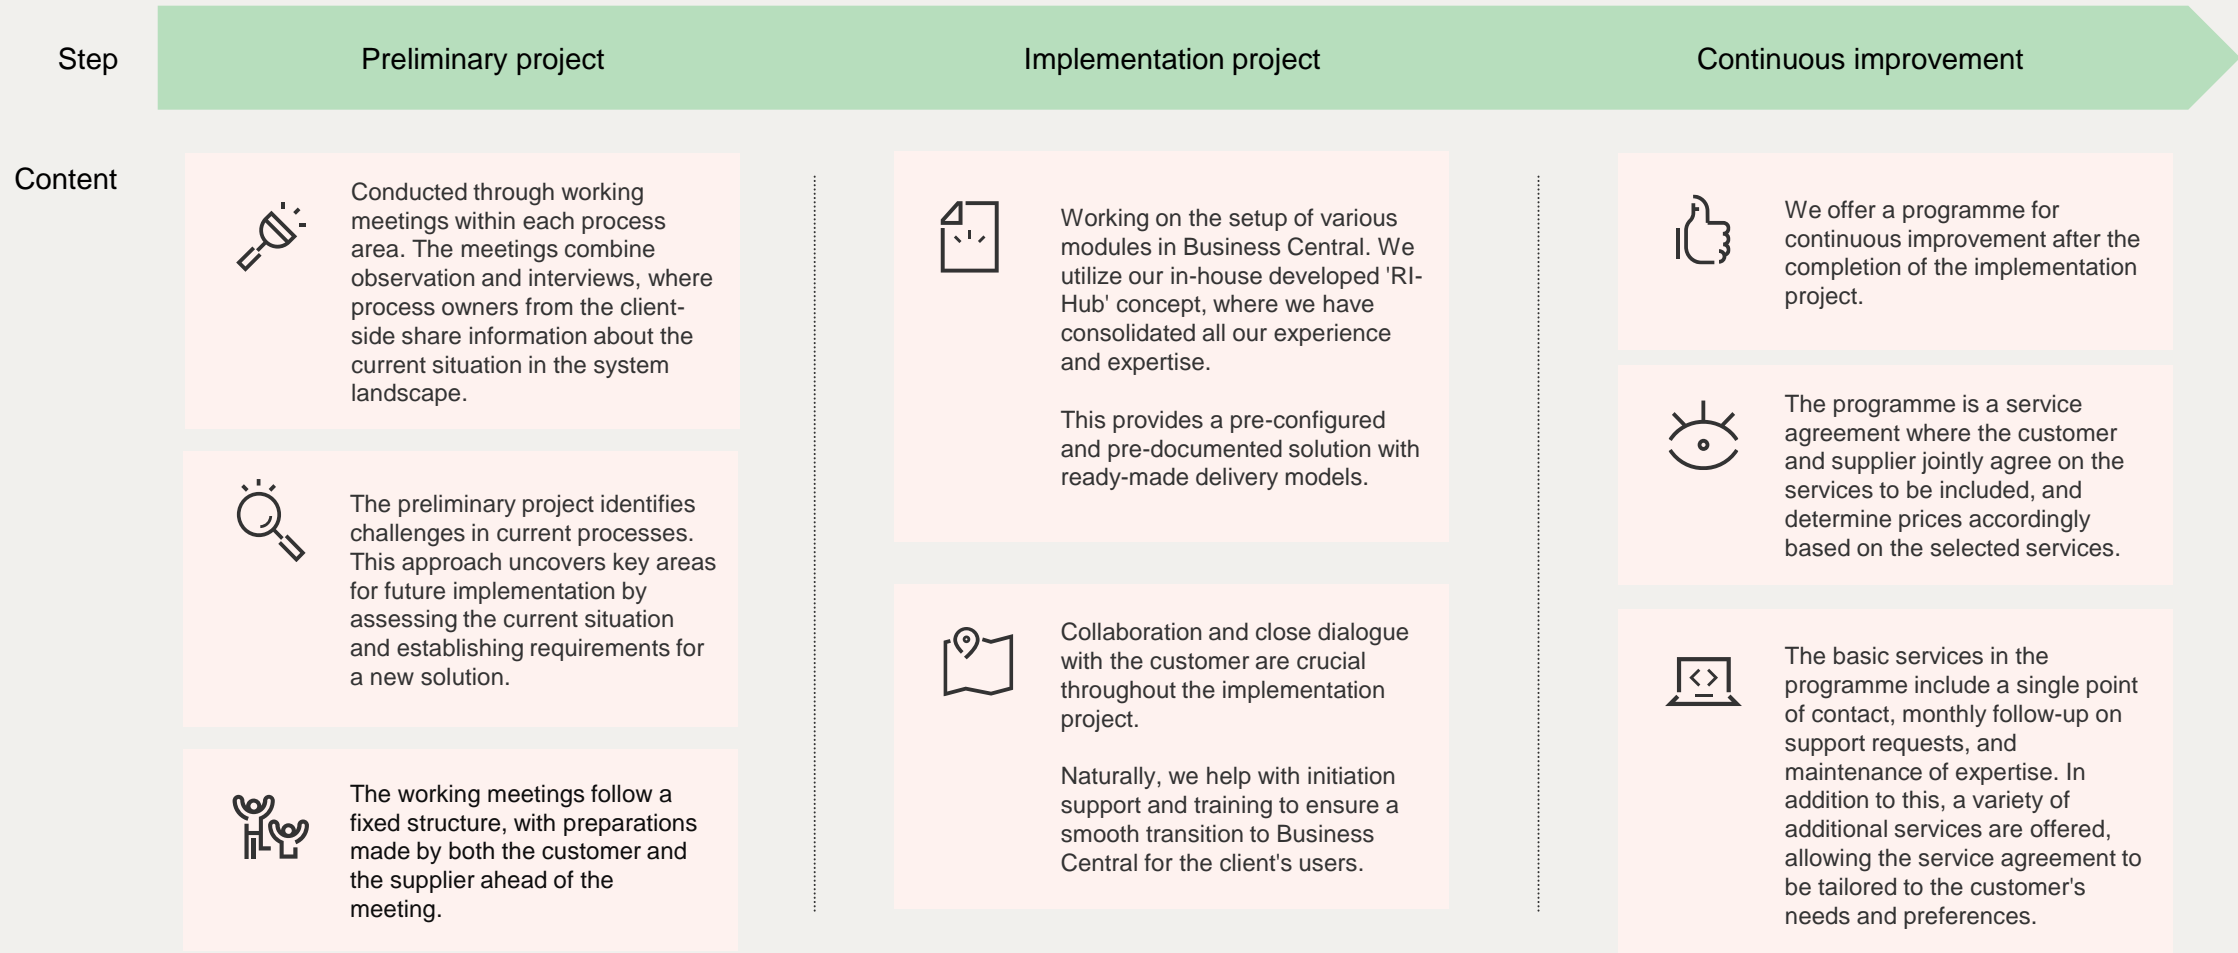 Step
Preliminary project
Implementation project
Continuous improvement
Content
Conducted through working
meetings within each process
area. The meetings combine
observation and interviews, where
process owners from the client-
side share information about the
current situation in the system
landscape.
The preliminary project identifies
challenges in current processes.
This approach uncovers key areas
for future implementation by
assessing the current situation
and establishing requirements for
a new solution.
The working meetings follow a
fixed structure, with preparations
made by both the customer and
the supplier ahead of the
meeting.
Working on the setup of various
modules in Business Central. We
utilize our in-house developed 'RI-
Hub' concept, where we have
consolidated all our experience
and expertise.
This provides a pre-configured
and pre-documented solution with
ready-made delivery models.
Collaboration and close dialogue
with the customer are crucial
throughout the implementation
project.
Naturally, we help with initiation
support and training to ensure a
smooth transition to Business
Central for the client's users.
We offer a programme for
continuous improvement after the
completion of the implementation
project.
The programme is a service
agreement where the customer
and supplier jointly agree on the
services to be included, and
determine prices accordingly
based on the selected services.
The basic services in the
programme include a single point
of contact, monthly follow-up on
support requests, and
maintenance of expertise. In
addition to this, a variety of
additional services are offered,
allowing the service agreement to
be tailored to the customer's
needs and preferences.